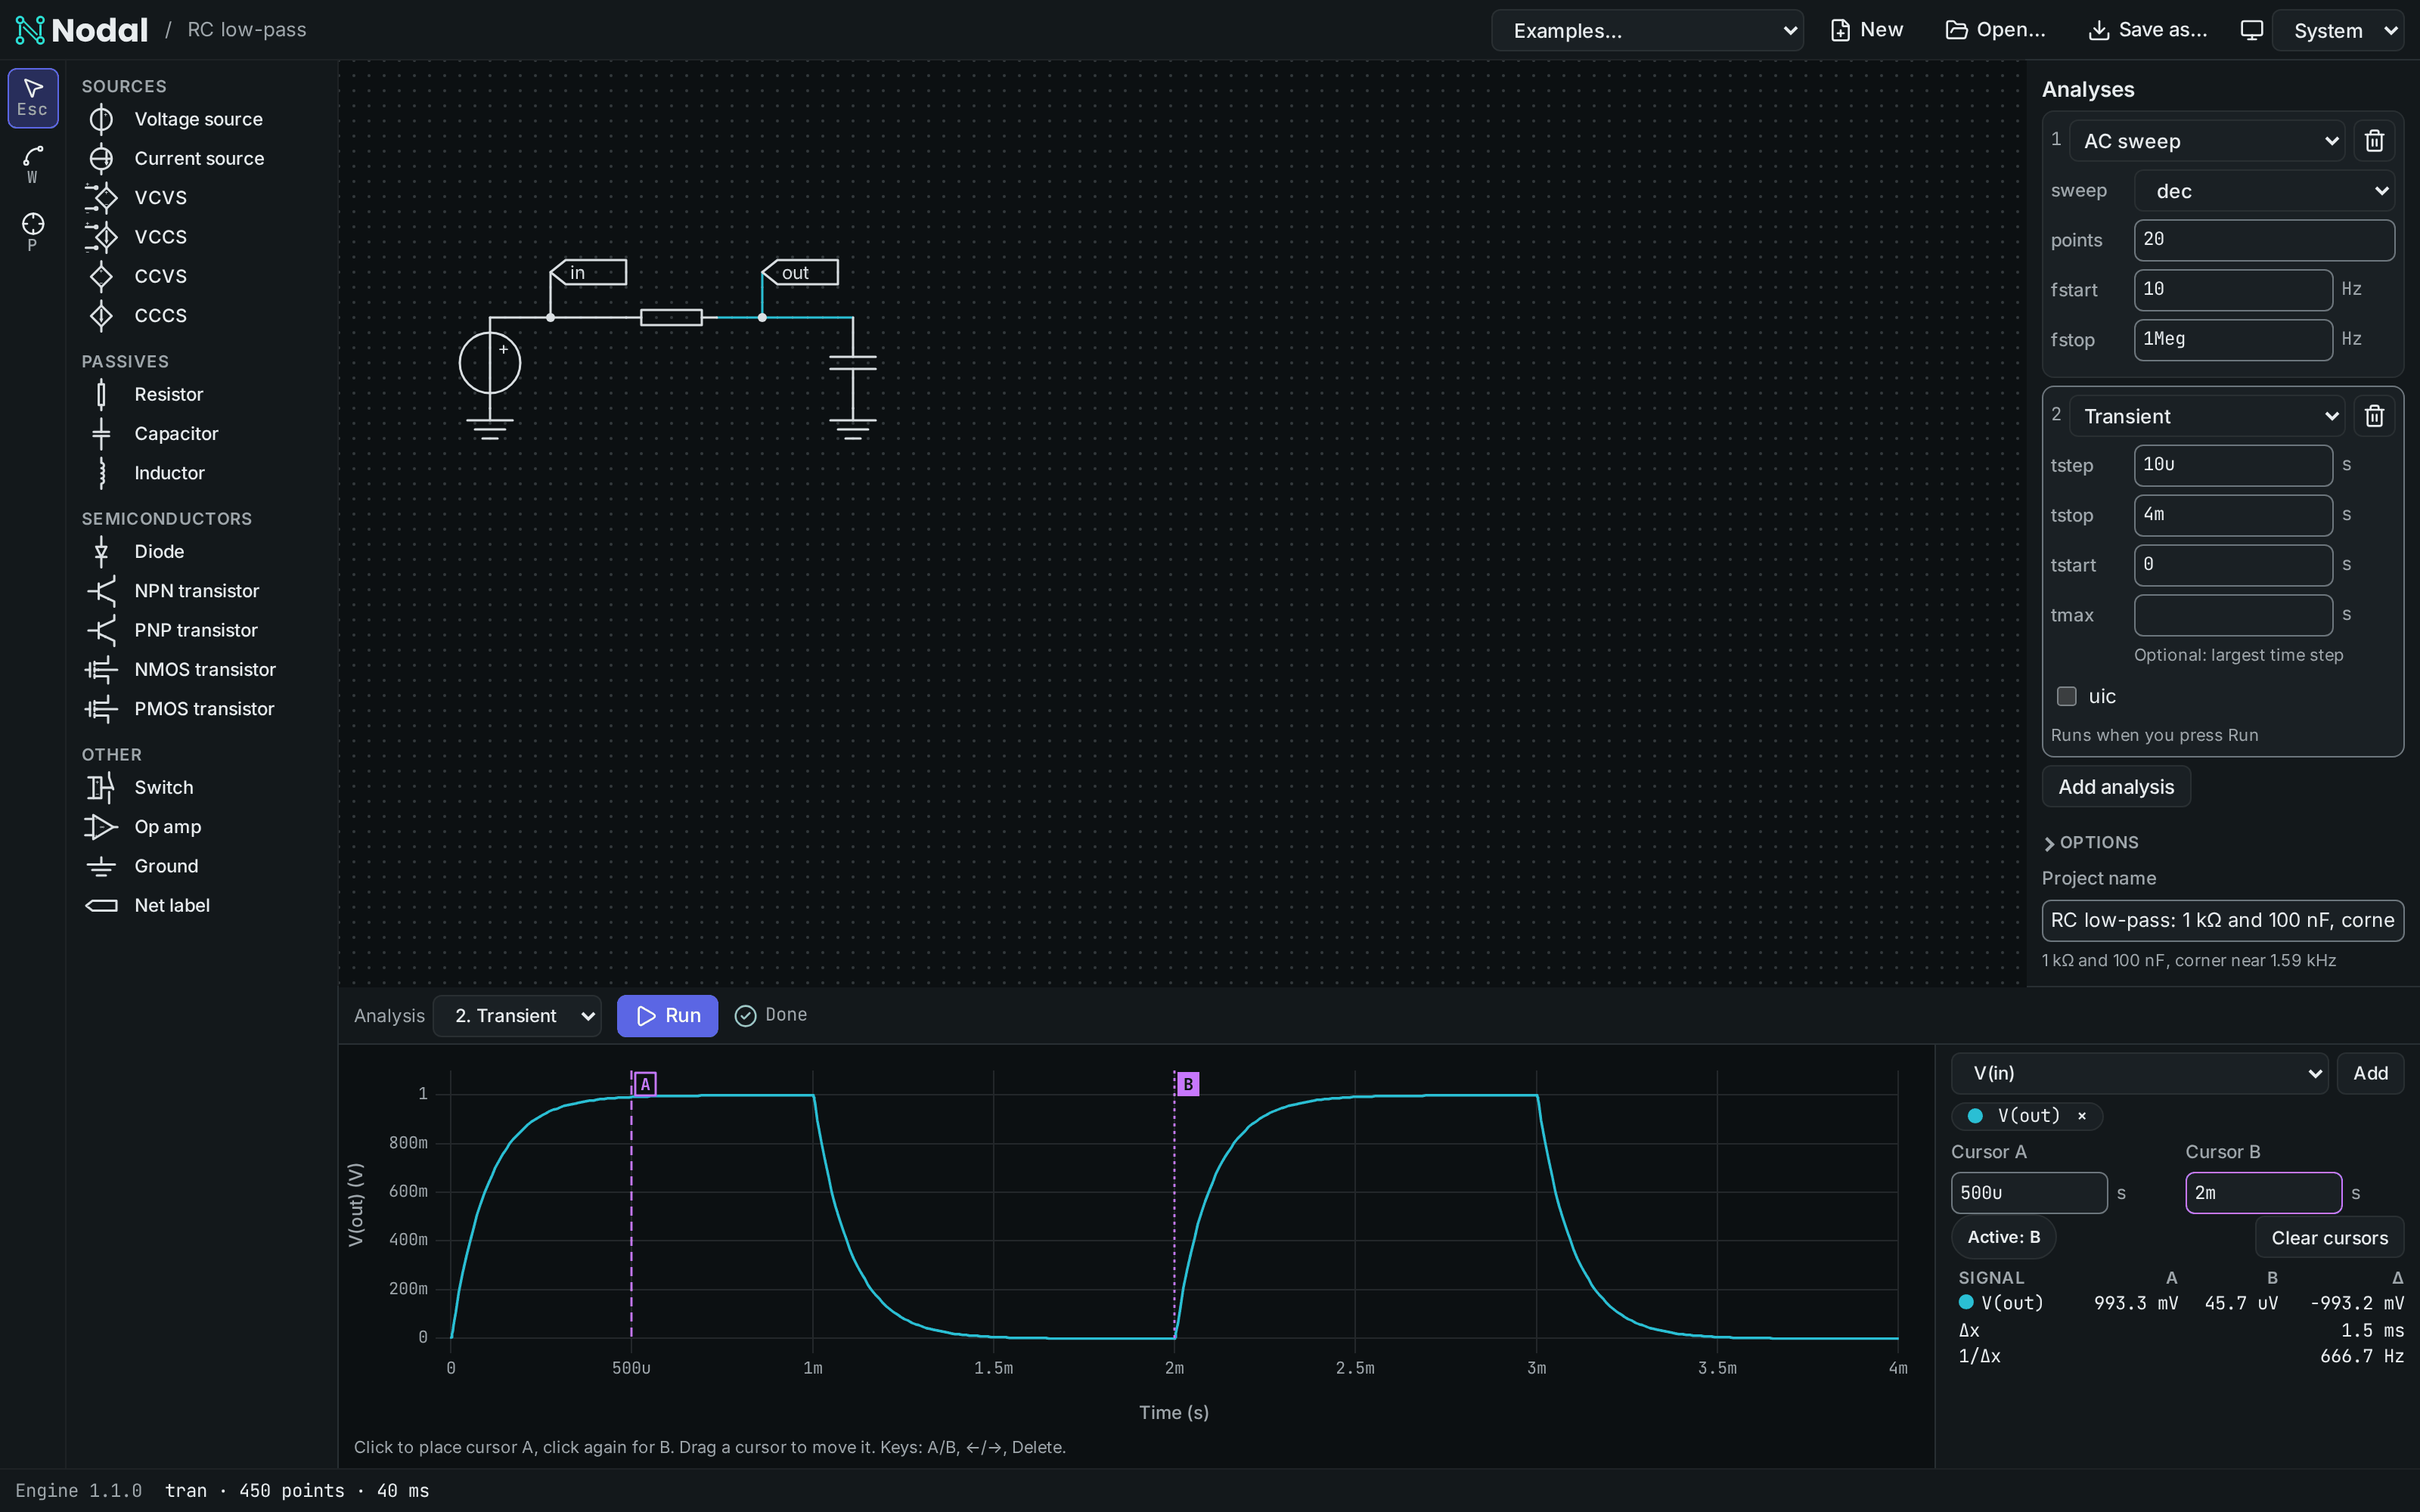 Nodal / RC low-pass
Examples...
New
Open...
Save as...
System
Esc
W
P
SOURCES
Voltage source
Current source
VCVS
VCCS
CCVS
CCCS
PASSIVES
Resistor
Capacitor
Inductor
SEMICONDUCTORS
Diode
NPN transistor
PNP transistor
NMOS transistor
PMOS transistor
OTHER
Switch
Op amp
Ground
Net label
in
out
+
Analyses
1 AC sweep
sweep dec
points 20
fstart 10 Hz
fstop 1Meg Hz
2 Transient
tstep 10u s
tstop 4m s
tstart 0 s
tmax s
Optional: largest time step
uic
Runs when you press Run
Add analysis
OPTIONS
Project name
RC low-pass: 1 kΩ and 100 nF, corne
1 kΩ and 100 nF, corner near 1.59 kHz
Analysis 2. Transient Run Done
A
B
1
800m
600m
400m
200m
0
V(out) (V)
0 500u 1m 1.5m 2m 2.5m 3m 3.5m 4m
Time (s)
Click to place cursor A, click again for B. Drag a cursor to move it. Keys: A/B, ←/→, Delete.
V(in) Add
V(out) ×
Cursor A Cursor B
500u s 2m s
Active: B Clear cursors
SIGNAL A B Δ
V(out) 993.3 mV 45.7 uV -993.2 mV
Δx 1.5 ms
1/Δx 666.7 Hz
Engine 1.1.0 tran · 450 points · 40 ms